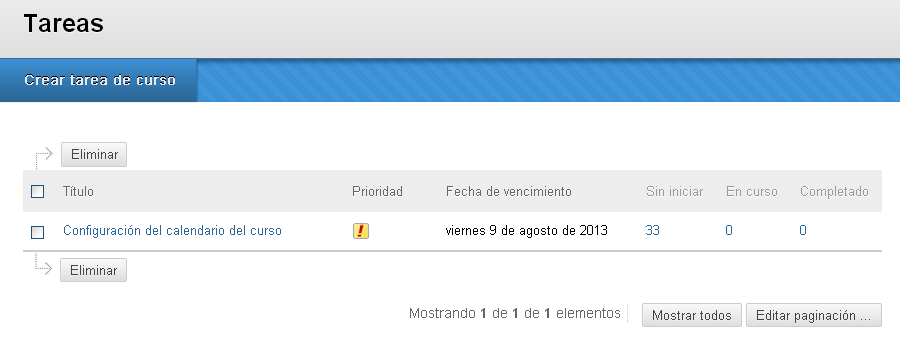 Tareas
Crear tarea de curso
Eliminar
Título Prioridad Fecha de vencimiento Sin iniciar En curso Completado
Configuración del calendario del curso ! viernes 9 de agosto de 2013 33 0 0
Eliminar
Mostrando 1 de 1 de 1 elementos Mostrar todos Editar paginación ...